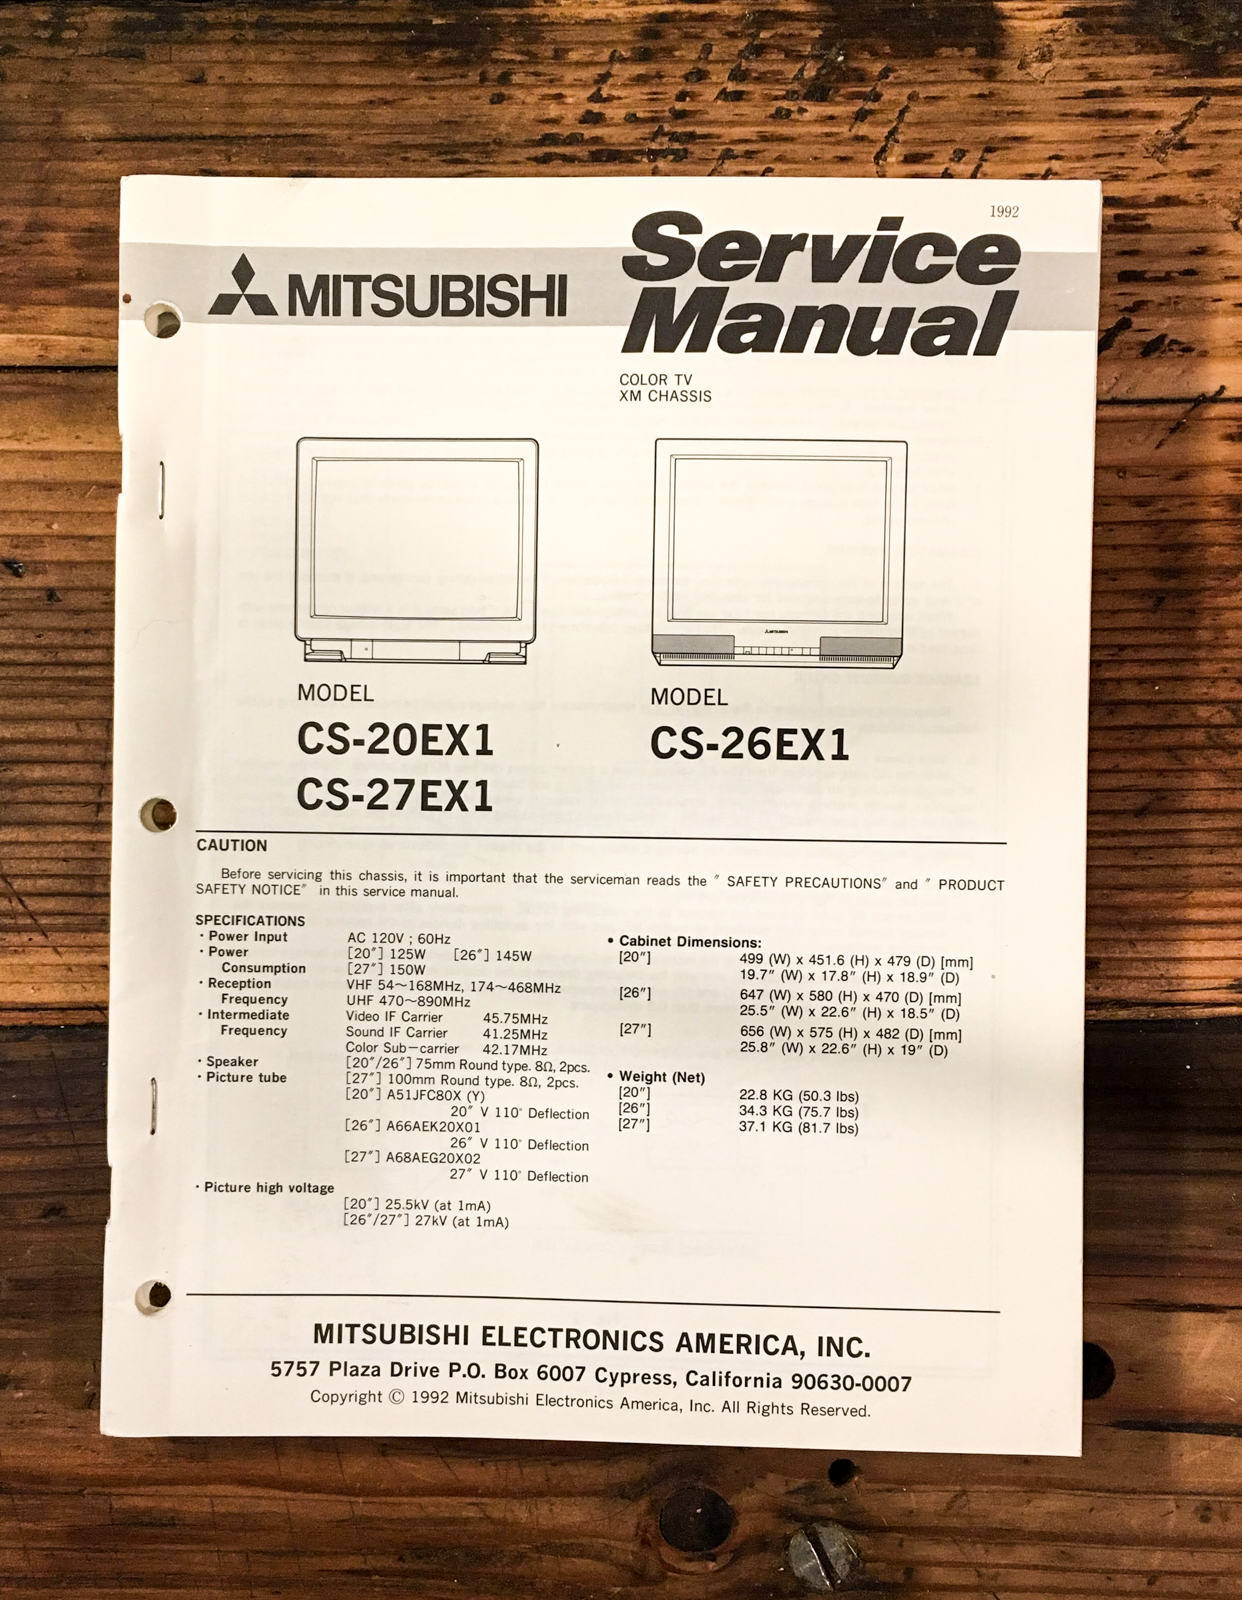 1992
MITSUBISHI
Service
Manual
COLOR TV
XM CHASSIS
MITSUBISHI
MODEL
CS-20EX1
CS-27EX1
MODEL
CS-26EX1
CAUTION
Before servicing this chassis, it is important that the serviceman reads the ″ SAFETY PRECAUTIONS″ and ″ PRODUCT
SAFETY NOTICE″ in this service manual.
SPECIFICATIONS
· Power Input AC 120V ; 60Hz
· Power [20″] 125W [26″] 145W
Consumption [27″] 150W
· Reception VHF 54～168MHz, 174～468MHz
Frequency UHF 470～890MHz
· Intermediate Video IF Carrier 45.75MHz
Frequency Sound IF Carrier 41.25MHz
Color Sub－carrier 42.17MHz
· Speaker [20″/26″] 75mm Round type. 8Ω, 2pcs.
· Picture tube [27″] 100mm Round type. 8Ω, 2pcs.
[20″] A51JFC80X (Y)
20″ V 110° Deflection
[26″] A66AEK20X01
26″ V 110° Deflection
[27″] A68AEG20X02
27″ V 110° Deflection
· Picture high voltage
[20″] 25.5kV (at 1mA)
[26″/27″] 27kV (at 1mA)
• Cabinet Dimensions:
[20″] 499 (W) x 451.6 (H) x 479 (D) [mm]
19.7″ (W) x 17.8″ (H) x 18.9″ (D)
[26″] 647 (W) x 580 (H) x 470 (D) [mm]
25.5″ (W) x 22.6″ (H) x 18.5″ (D)
[27″] 656 (W) x 575 (H) x 482 (D) [mm]
25.8″ (W) x 22.6″ (H) x 19″ (D)
• Weight (Net)
[20″] 22.8 KG (50.3 lbs)
[26″] 34.3 KG (75.7 lbs)
[27″] 37.1 KG (81.7 lbs)
MITSUBISHI ELECTRONICS AMERICA, INC.
5757 Plaza Drive P.O. Box 6007 Cypress, California 90630-0007
Copyright © 1992 Mitsubishi Electronics America, Inc. All Rights Reserved.